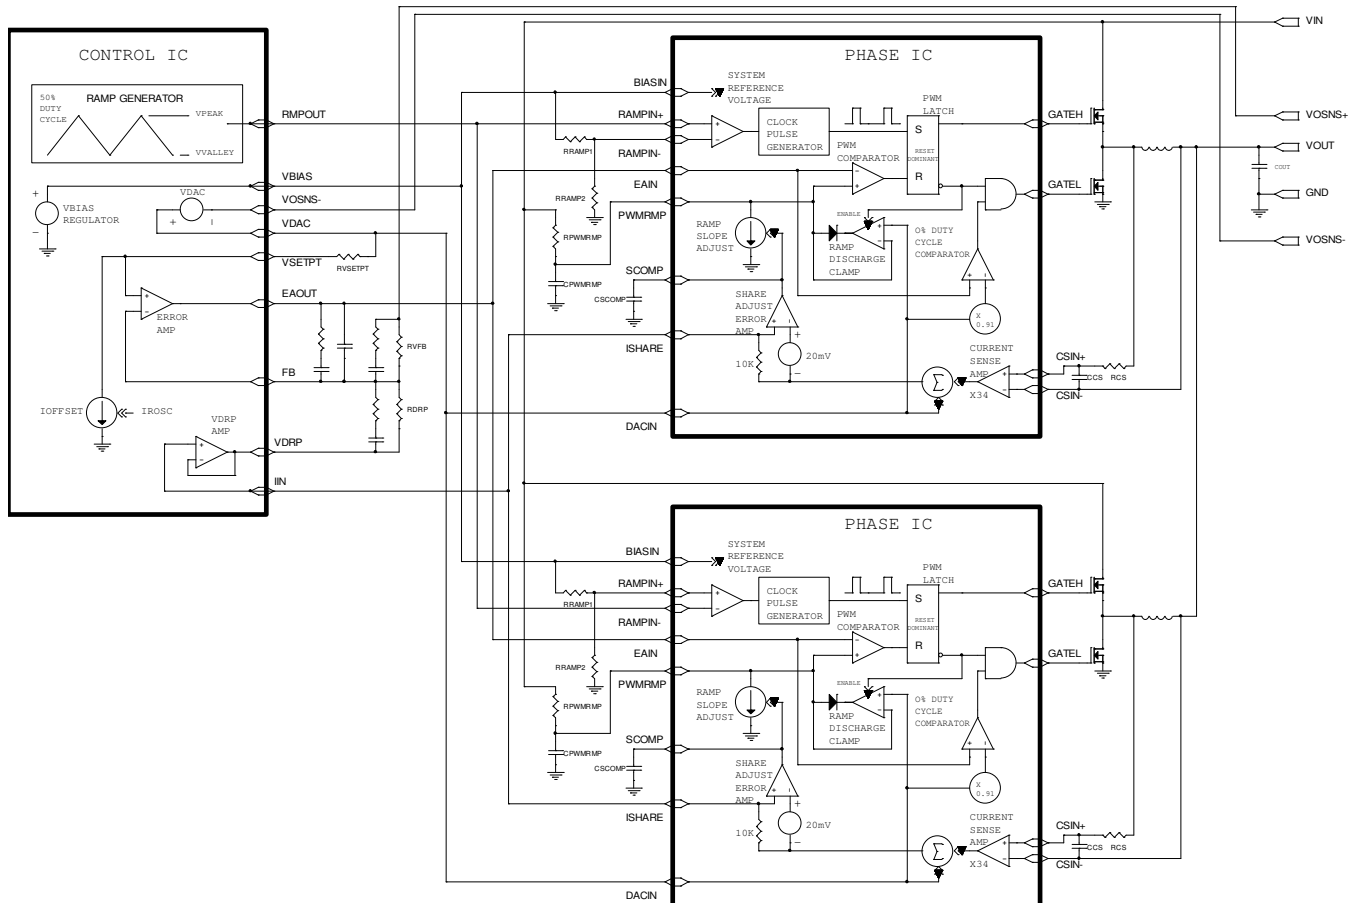 CONTROL IC
50%
DUTY
CYCLE
RAMP GENERATOR
VPEAK
VVALLEY
RMPOUT
VBIAS
VOSNS-
VDAC
VSETPT
EAOUT
FB
VDRP
IIN
+
−
VBIAS
REGULATOR
VDAC
+
−
RVSETPT
+
−
ERROR
AMP
IOFFSET
IROSC
VDRP
AMP
+
−
RVFB
RDRP
VIN
VOSNS+
VOUT
COUT
GND
VOSNS-
PHASE IC
BIASIN
RAMPIN+
RAMPIN-
EAIN
PWMRMP
SCOMP
ISHARE
DACIN
RRAMP1
RRAMP2
RPWMRMP
CPWMRMP
CSCOMP
SYSTEM
REFERENCE
VOLTAGE
+
−
CLOCK
PULSE
GENERATOR
PWM
LATCH
S
RESET
DOMINANT
R
PWM
COMPARATOR
−
+
ENABLE
+
−
RAMP
SLOPE
ADJUST
RAMP
DISCHARGE
CLAMP
0% DUTY
CYCLE
COMPARATOR
+
−
X
0.91
SHARE
ADJUST
ERROR
AMP
+
−
+
20mV
−
10K
Σ
CURRENT
SENSE
AMP
+
−
X34
GATEH
GATEL
CSIN+
CCS
RCS
CSIN-
PHASE IC
BIASIN
RAMPIN+
RAMPIN-
EAIN
PWMRMP
SCOMP
ISHARE
DACIN
RRAMP1
RRAMP2
RPWMRMP
CPWMRMP
CSCOMP
SYSTEM
REFERENCE
VOLTAGE
+
−
CLOCK
PULSE
GENERATOR
PWM
LATCH
S
RESET
DOMINANT
R
PWM
COMPARATOR
−
+
ENABLE
+
−
RAMP
SLOPE
ADJUST
RAMP
DISCHARGE
CLAMP
0% DUTY
CYCLE
COMPARATOR
+
−
X
0.91
SHARE
ADJUST
ERROR
AMP
+
−
+
20mV
−
10K
Σ
CURRENT
SENSE
AMP
+
−
X34
GATEH
GATEL
CSIN+
CCS
RCS
CSIN-